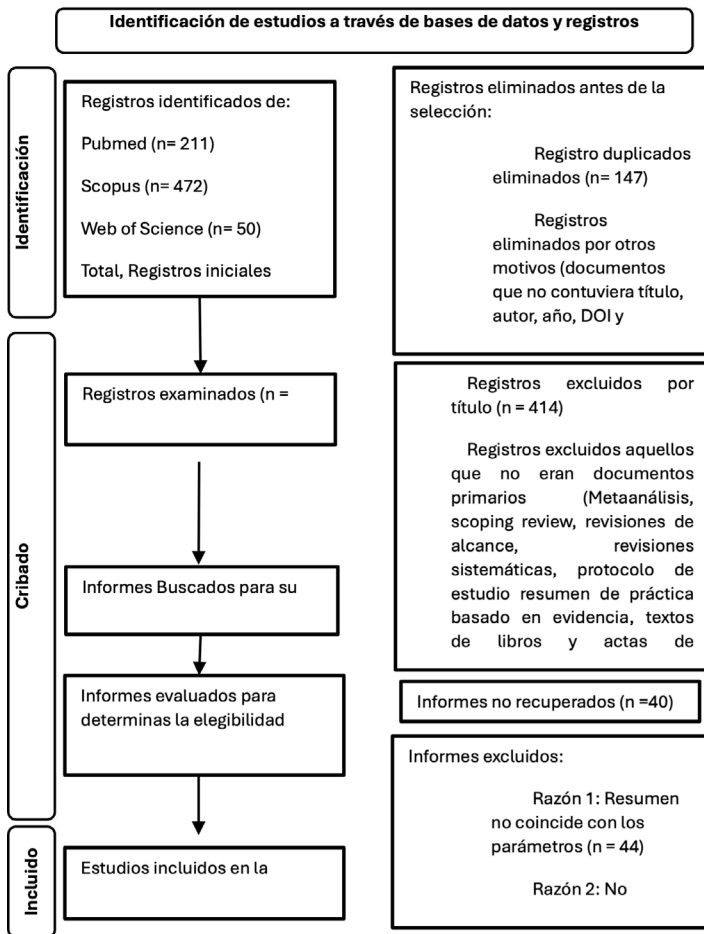 Identificación de estudios a través de bases de datos y registros
Identificación
Registros identificados de:
Pubmed (n= 211)
Scopus (n= 472)
Web of Science (n= 50)
Total, Registros iniciales
Registros eliminados antes de la
selección:
Registro duplicados
eliminados (n= 147)
Registros
eliminados por otros
motivos (documentos
que no contuviera título,
autor, año, DOI y
Cribado
Registros examinados (n =
Registros excluidos por
título (n = 414)
Registros excluidos aquellos
que no eran documentos
primarios (Metaanálisis,
scoping review, revisiones de
alcance, revisiones
sistemáticas, protocolo de
estudio resumen de práctica
basado en evidencia, textos
de libros y actas de
Informes Buscados para su
Informes no recuperados (n =40)
Informes evaluados para
determinas la elegibilidad
Informes excluidos:
Razón 1: Resumen
no coincide con los
parámetros (n = 44)
Razón 2: No
Incluido
Estudios incluidos en la